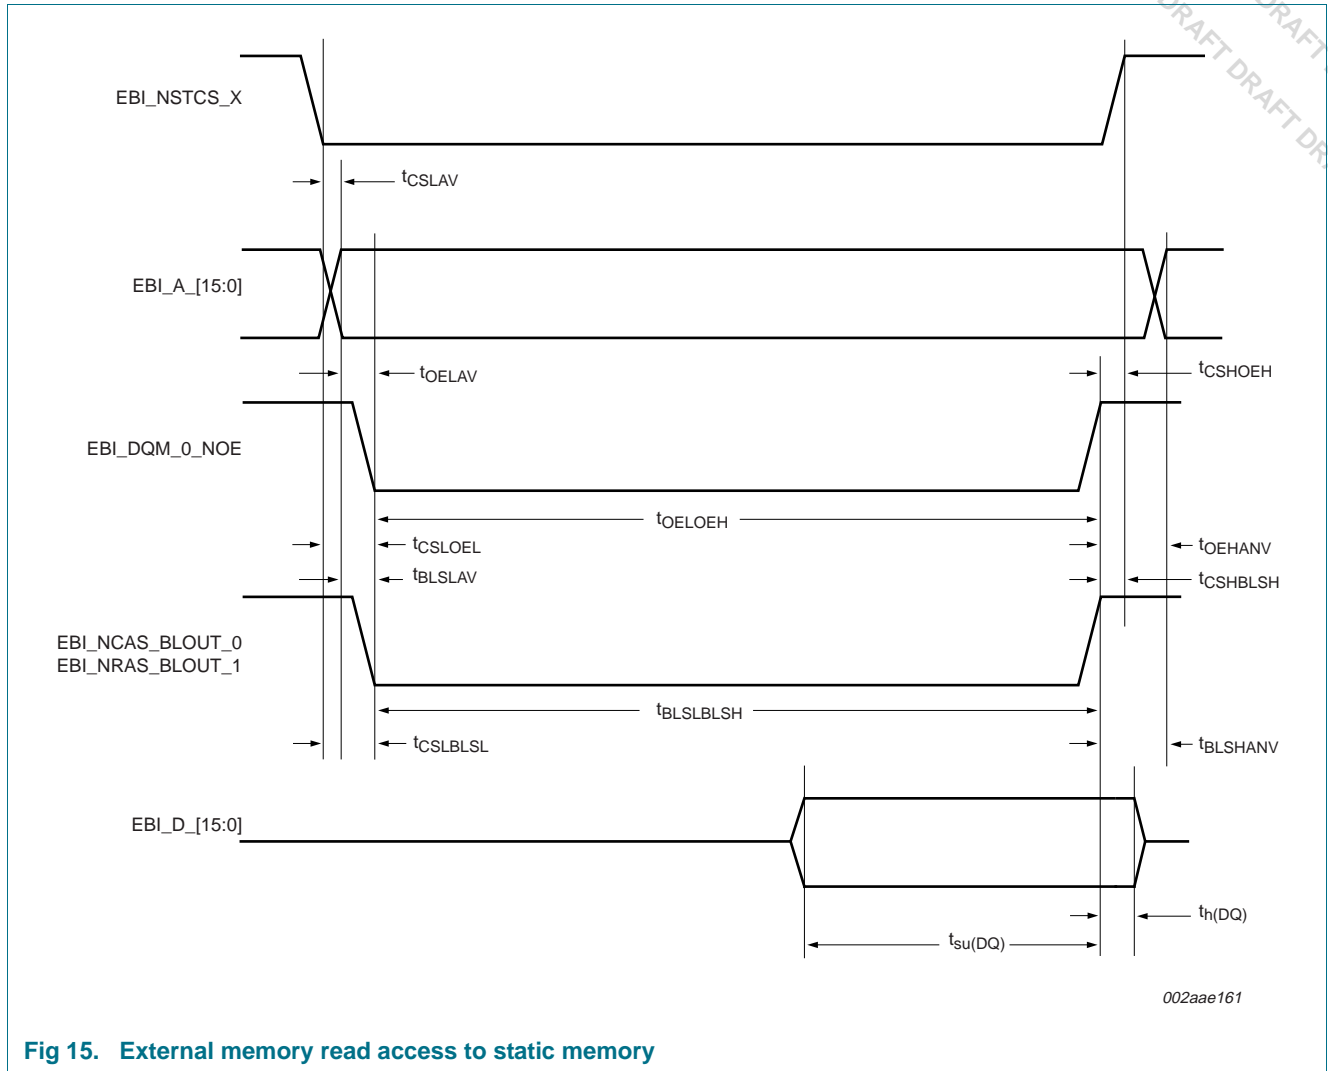 DRAFT DRAFT DRA
DRAFT
EBI_NSTCS_X
tCSLAV
EBI_A_[15:0]
tOELAV
tCSHOEH
EBI_DQM_0_NOE
tOELOEH
tCSLOEL
tOEHANV
tBLSLAV
tCSHBLSH
EBI_NCAS_BLOUT_0
EBI_NRAS_BLOUT_1
tBLSLBLSH
tCSLBLSL
tBLSHANV
EBI_D_[15:0]
th(DQ)
tsu(DQ)
002aae161
Fig 15. External memory read access to static memory